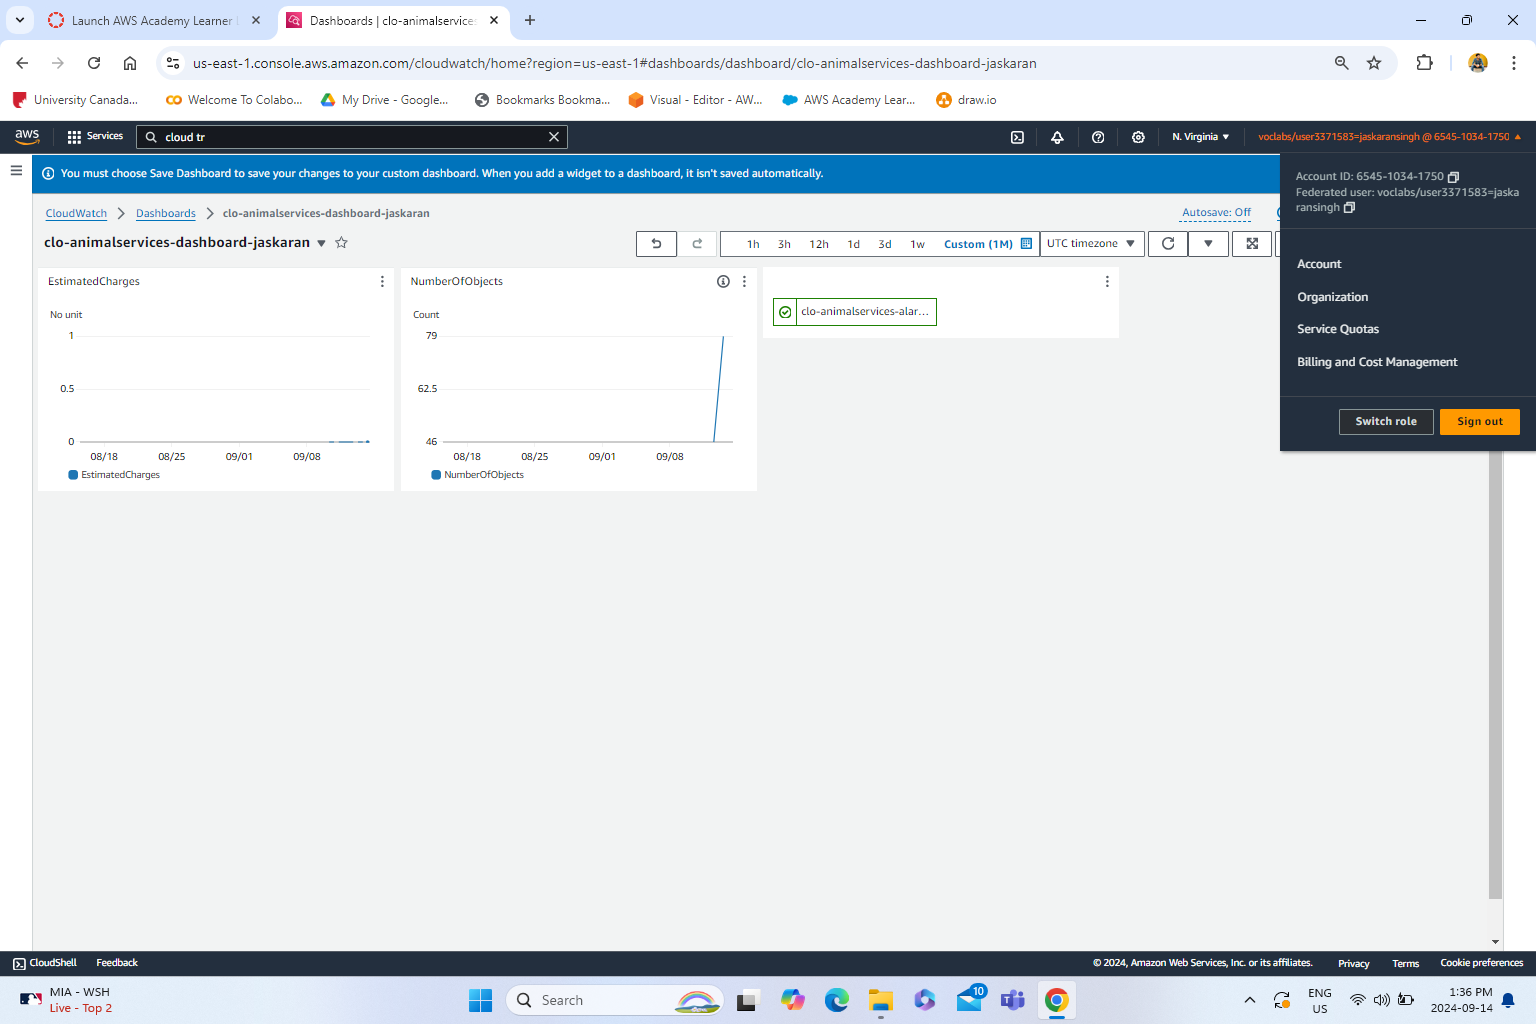 Launch AWS Academy Learner
Dashboards | clo-animalservices
us-east-1.console.aws.amazon.com/cloudwatch/home?region=us-east-1#dashboards/dashboard/clo-animalservices-dashboard-jaskaran
University Canada...
Welcome To Colabo...
My Drive - Google...
Bookmarks Bookma...
Visual - Editor - AW...
AWS Academy Lear...
draw.io
aws
Services
cloud tr
N. Virginia
voclabs/user3371583=jaskaransingh @ 6545-1034-1750
You must choose Save Dashboard to save your changes to your custom dashboard. When you add a widget to a dashboard, it isn't saved automatically.
Account ID: 6545-1034-1750
Federated user: voclabs/user3371583=jaska
ransingh
CloudWatch
Dashboards
clo-animalservices-dashboard-jaskaran
Autosave: Off
clo-animalservices-dashboard-jaskaran
1h
3h
12h
1d
3d
1w
Custom (1M)
UTC timezone
Account
Organization
Service Quotas
Billing and Cost Management
Switch role
Sign out
EstimatedCharges
No unit
1
0.5
0
08/18
08/25
09/01
09/08
EstimatedCharges
NumberOfObjects
Count
79
62.5
46
08/18
08/25
09/01
09/08
NumberOfObjects
clo-animalservices-alar...
CloudShell
Feedback
© 2024, Amazon Web Services, Inc. or its affiliates.
Privacy
Terms
Cookie preferences
MIA - WSH
Live - Top 2
Search
10
ENG
US
1:36 PM
2024-09-14